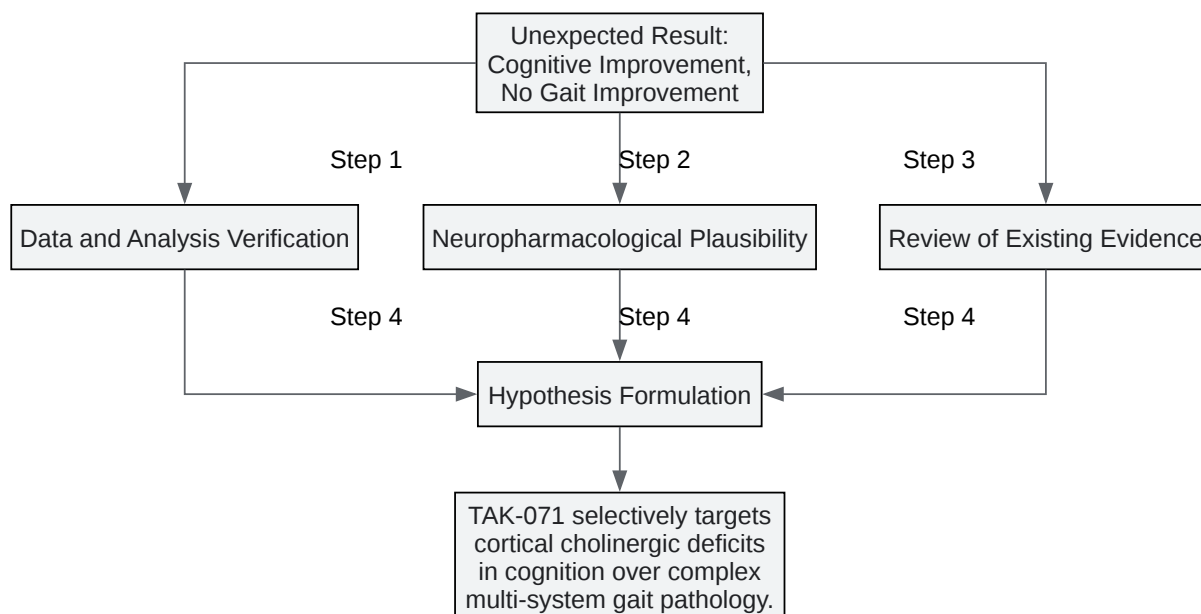 Unexpected Result:
Cognitive Improvement,
No Gait Improvement
Step 1
Step 2
Step 3
Data and Analysis Verification
Neuropharmacological Plausibility
Review of Existing Evidence
Step 4
Step 4
Step 4
Hypothesis Formulation
TAK-071 selectively targets
cortical cholinergic deficits
in cognition over complex
multi-system gait pathology.